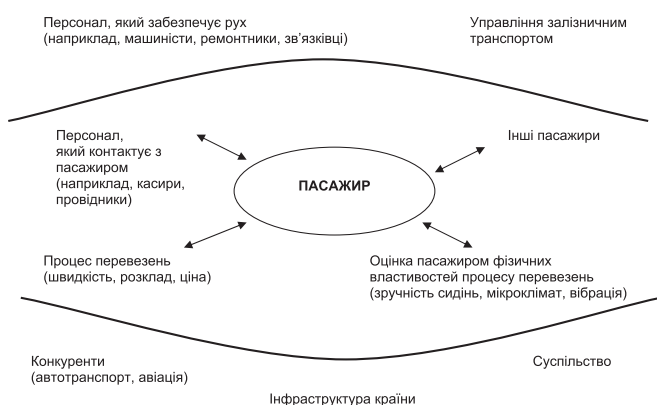 Персонал, який забезпечує рух
(наприклад, машиністи, ремонтники, зв'язківці)
Управління залізничним
транспортом
Персонал,
який контактує з
пасажиром
(наприклад, касири,
провідники)
Інші пасажири
ПАСАЖИР
Процес перевезень
(швидкість, розклад, ціна)
Оцінка пасажиром фізичних
властивостей процесу перевезень
(зручність сидінь, мікроклімат, вібрація)
Конкуренти
(автотранспорт, авіація)
Суспільство
Інфраструктура країни